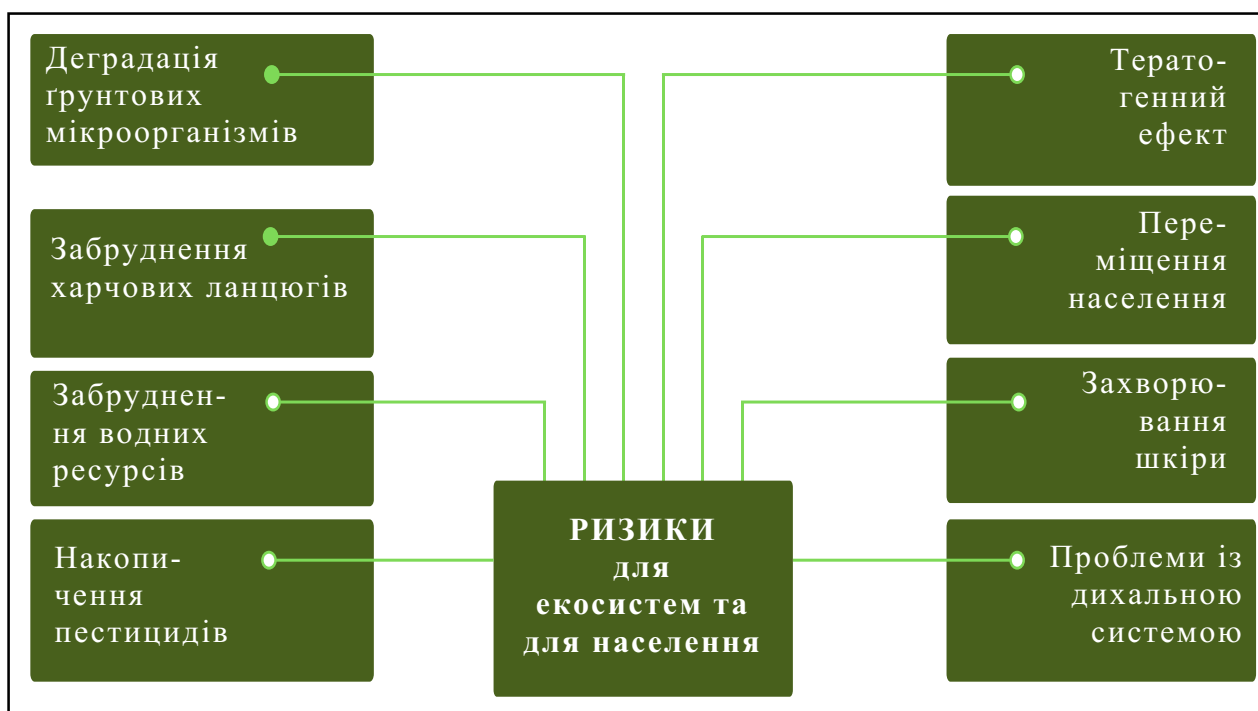 Деградація
ґрунтових
мікроорганізмів
Забруднення
харчових ланцюгів
Забруднен-
ня водних
ресурсів
Накопи-
чення
пестицидів
РИЗИКИ
для
екосистем та
для населення
Терато-
генний
ефект
Пере-
міщення
населення
Захворю-
вання
шкіри
Проблеми із
дихальною
системою